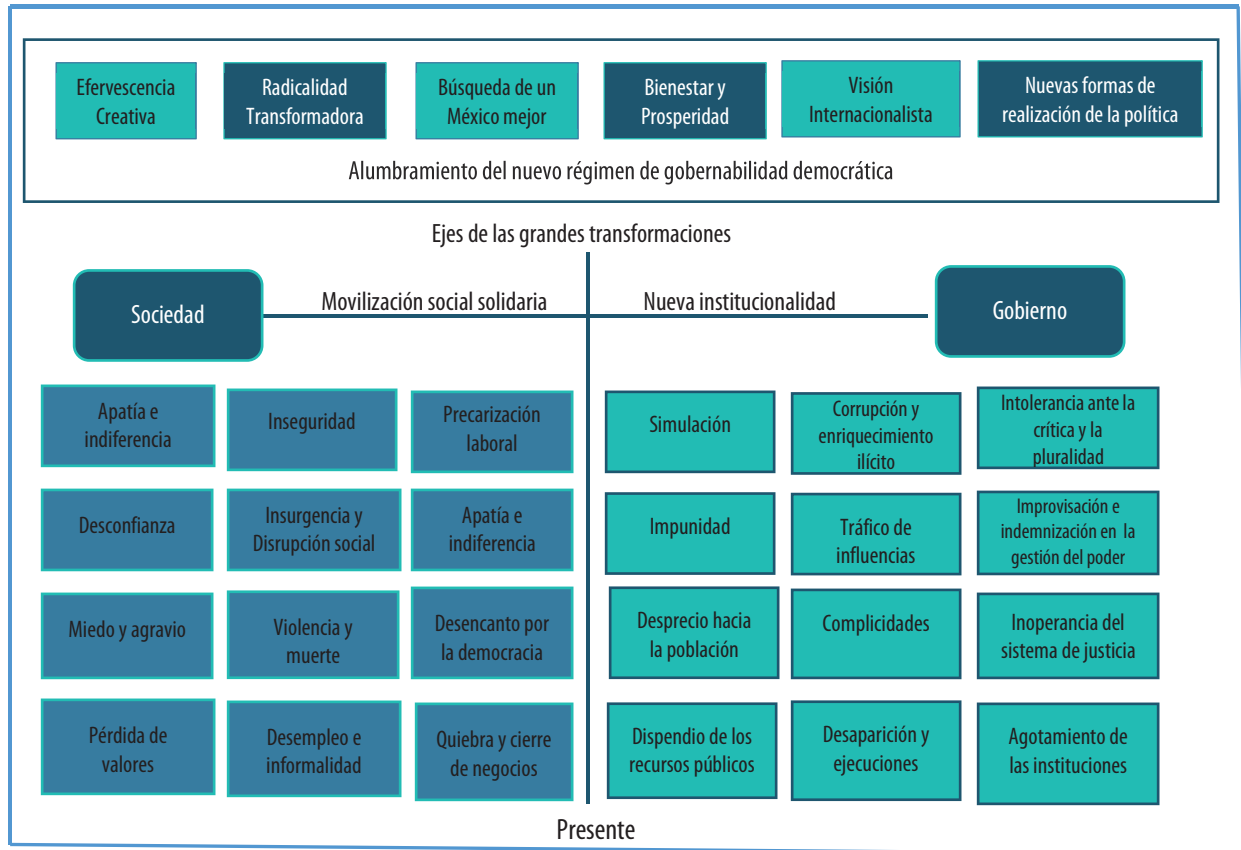 Efervescencia
Creativa
Radicalidad
Transformadora
Búsqueda de un
México mejor
Bienestar y
Prosperidad
Visión
Internacionalista
Nuevas formas de
realización de la política
Alumbramiento del nuevo régimen de gobernabilidad democrática
Ejes de las grandes transformaciones
Sociedad
Movilización social solidaria
Nueva institucionalidad
Gobierno
Apatía e
indiferencia
Inseguridad
Precarización
laboral
Simulación
Corrupción y
enriquecimiento
ilícito
Intolerancia ante la
crítica y la
pluralidad
Desconfianza
Insurgencia y
Disrupción social
Apatía e
indiferencia
Impunidad
Tráfico de
influencias
Improvisación e
indemnización en la
gestión del poder
Miedo y agravio
Violencia y
muerte
Desencanto por
la democracia
Desprecio hacia
la población
Complicidades
Inoperancia del
sistema de justicia
Pérdida de
valores
Desempleo e
informalidad
Quiebra y cierre
de negocios
Dispendio de los
recursos públicos
Desaparición y
ejecuciones
Agotamiento de
las instituciones
Presente